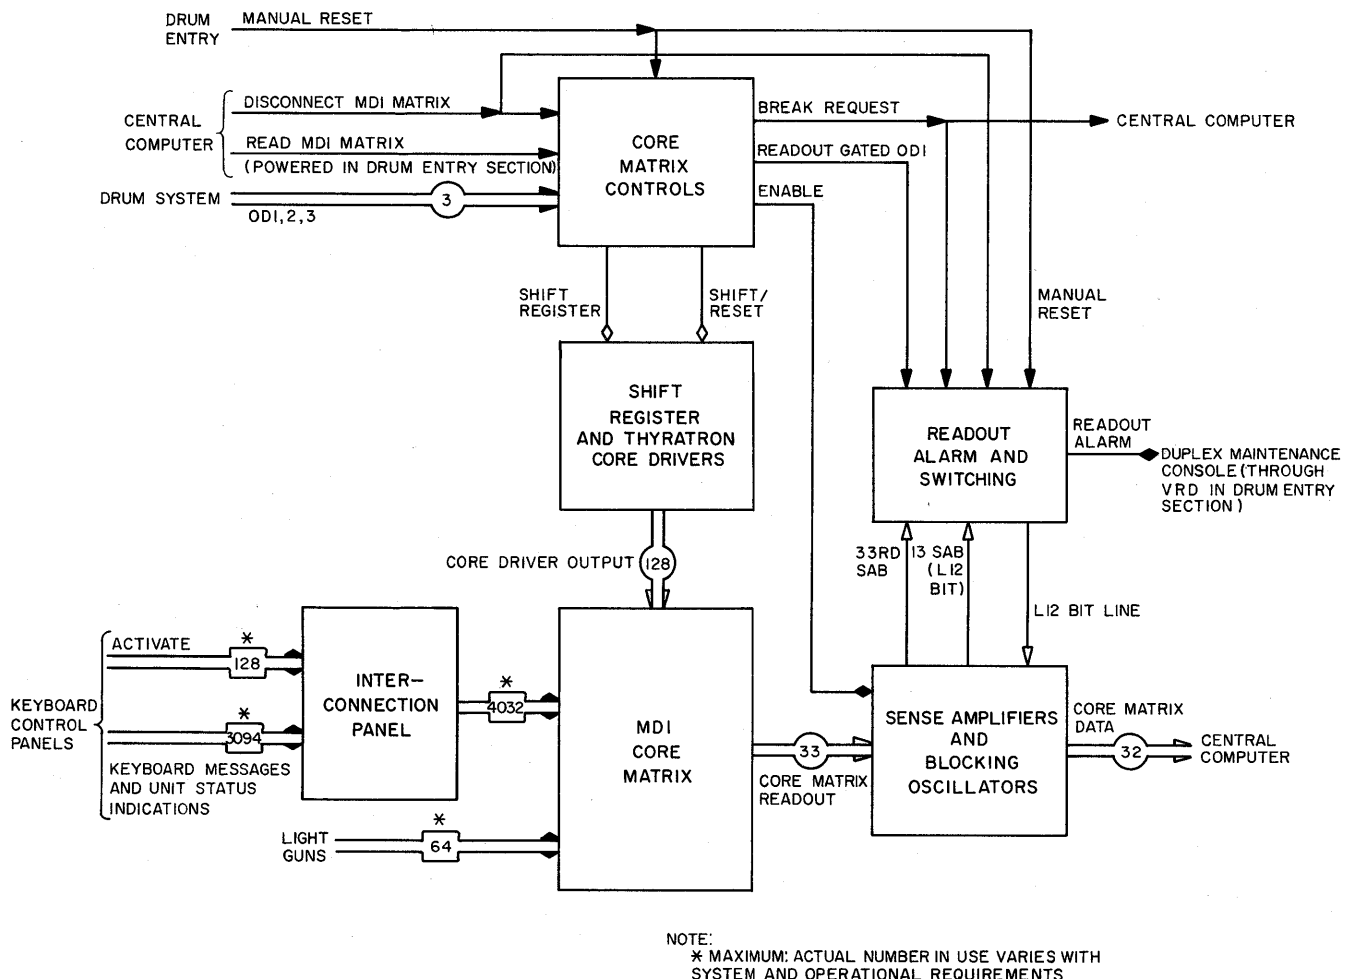 DRUM
ENTRY
MANUAL RESET
CENTRAL
COMPUTER
DISCONNECT MDI MATRIX
READ MDI MATRIX
(POWERED IN DRUM ENTRY SECTION)
DRUM SYSTEM
3
OD1,2,3
CORE
MATRIX
CONTROLS
BREAK REQUEST
CENTRAL COMPUTER
READOUT GATED OD1
ENABLE
SHIFT
REGISTER
SHIFT/
RESET
MANUAL
RESET
SHIFT
REGISTER
AND THYRATRON
CORE DRIVERS
READOUT
ALARM AND
SWITCHING
READOUT
ALARM
DUPLEX MAINTENANCE
CONSOLE (THROUGH
VRD IN DRUM ENTRY
SECTION)
CORE DRIVER OUTPUT
128
33RD
SAB
13 SAB
(L12
BIT)
L12 BIT LINE
KEYBOARD
CONTROL
PANELS
ACTIVATE
*
128
*
3094
KEYBOARD MESSAGES
AND UNIT STATUS
INDICATIONS
INTER-
CONNECTION
PANEL
*
4032
LIGHT
GUNS
*
64
MDI
CORE
MATRIX
33
CORE MATRIX
READOUT
SENSE AMPLIFIERS
AND
BLOCKING
OSCILLATORS
CORE MATRIX
DATA
32
CENTRAL
COMPUTER
NOTE:
* MAXIMUM: ACTUAL NUMBER IN USE VARIES WITH
SYSTEM AND OPERATIONAL REQUIREMENTS